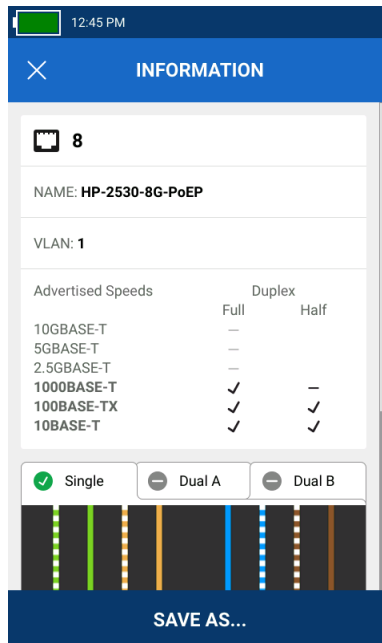 12:45 PM
INFORMATION
8
NAME: HP-2530-8G-PoEP
VLAN: 1
Advertised Speeds Duplex
Full Half
10GBASE-T —
5GBASE-T —
2.5GBASE-T —
1000BASE-T ✓ —
100BASE-TX ✓ ✓
10BASE-T ✓ ✓
Single Dual A Dual B
SAVE AS...